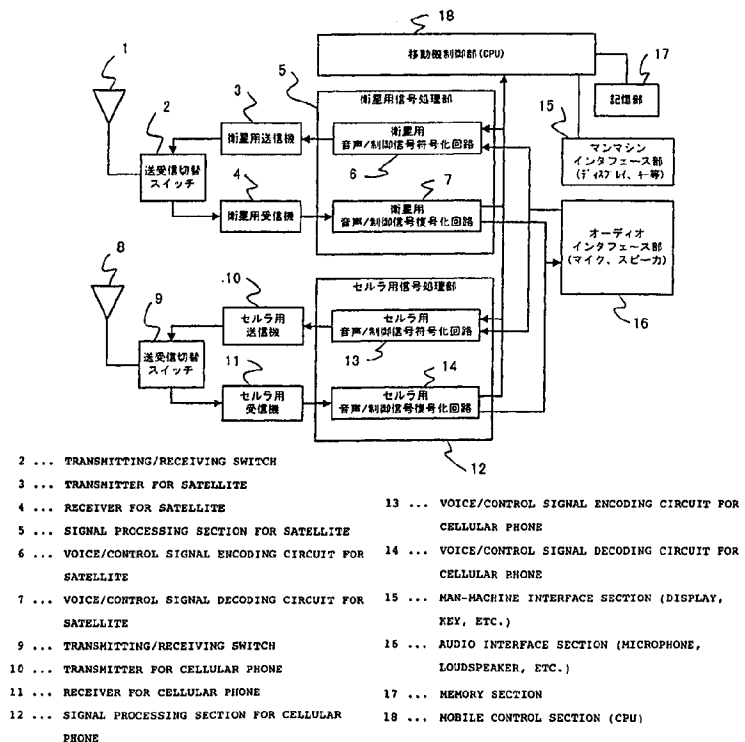 18
移動機制御部(CPU)
17
記憶部
1
5
衛星用信号処理部
15
マンマシン
インタフェース部
(ディスプレイ、キー等)
2
3
衛星用送信機
衛星用
音声/制御信号符号化回路
6
送受信切替
スイッチ
4
衛星用受信機
7
衛星用
音声/制御信号復号化回路
オーディオ
インタフェース部
(マイク、スピーカ)
16
8
セルラ用信号処理部
9
10
セルラ用
送信機
セルラ用
音声/制御信号符号化回路
13
送受信切替
スイッチ
11
セルラ用
受信機
14
セルラ用
音声/制御信号復号化回路
12
2 ... TRANSMITTING/RECEIVING SWITCH
3 ... TRANSMITTER FOR SATELLITE
4 ... RECEIVER FOR SATELLITE
5 ... SIGNAL PROCESSING SECTION FOR SATELLITE
6 ... VOICE/CONTROL SIGNAL ENCODING CIRCUIT FOR
SATELLITE
7 ... VOICE/CONTROL SIGNAL DECODING CIRCUIT FOR
SATELLITE
9 ... TRANSMITTING/RECEIVING SWITCH
10 ... TRANSMITTER FOR CELLULAR PHONE
11 ... RECEIVER FOR CELLULAR PHONE
12 ... SIGNAL PROCESSING SECTION FOR CELLULAR
PHONE
13 ... VOICE/CONTROL SIGNAL ENCODING CIRCUIT FOR
CELLULAR PHONE
14 ... VOICE/CONTROL SIGNAL DECODING CIRCUIT FOR
CELLULAR PHONE
15 ... MAN-MACHINE INTERFACE SECTION (DISPLAY,
KEY, ETC.)
16 ... AUDIO INTERFACE SECTION (MICROPHONE,
LOUDSPEAKER, ETC.)
17 ... MEMORY SECTION
18 ... MOBILE CONTROL SECTION (CPU)